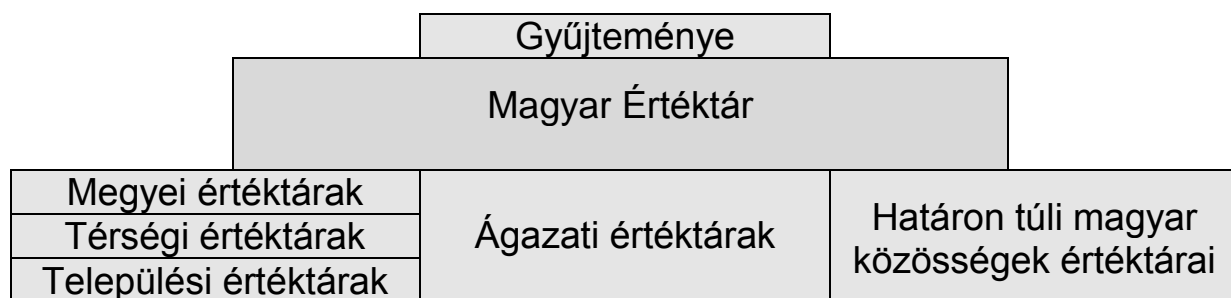 Gyűjteménye
Magyar Értéktár
Megyei értéktárak
Térségi értéktárak
Települési értéktárak
Ágazati értéktárak
Határon túli magyar
közösségek értéktárai